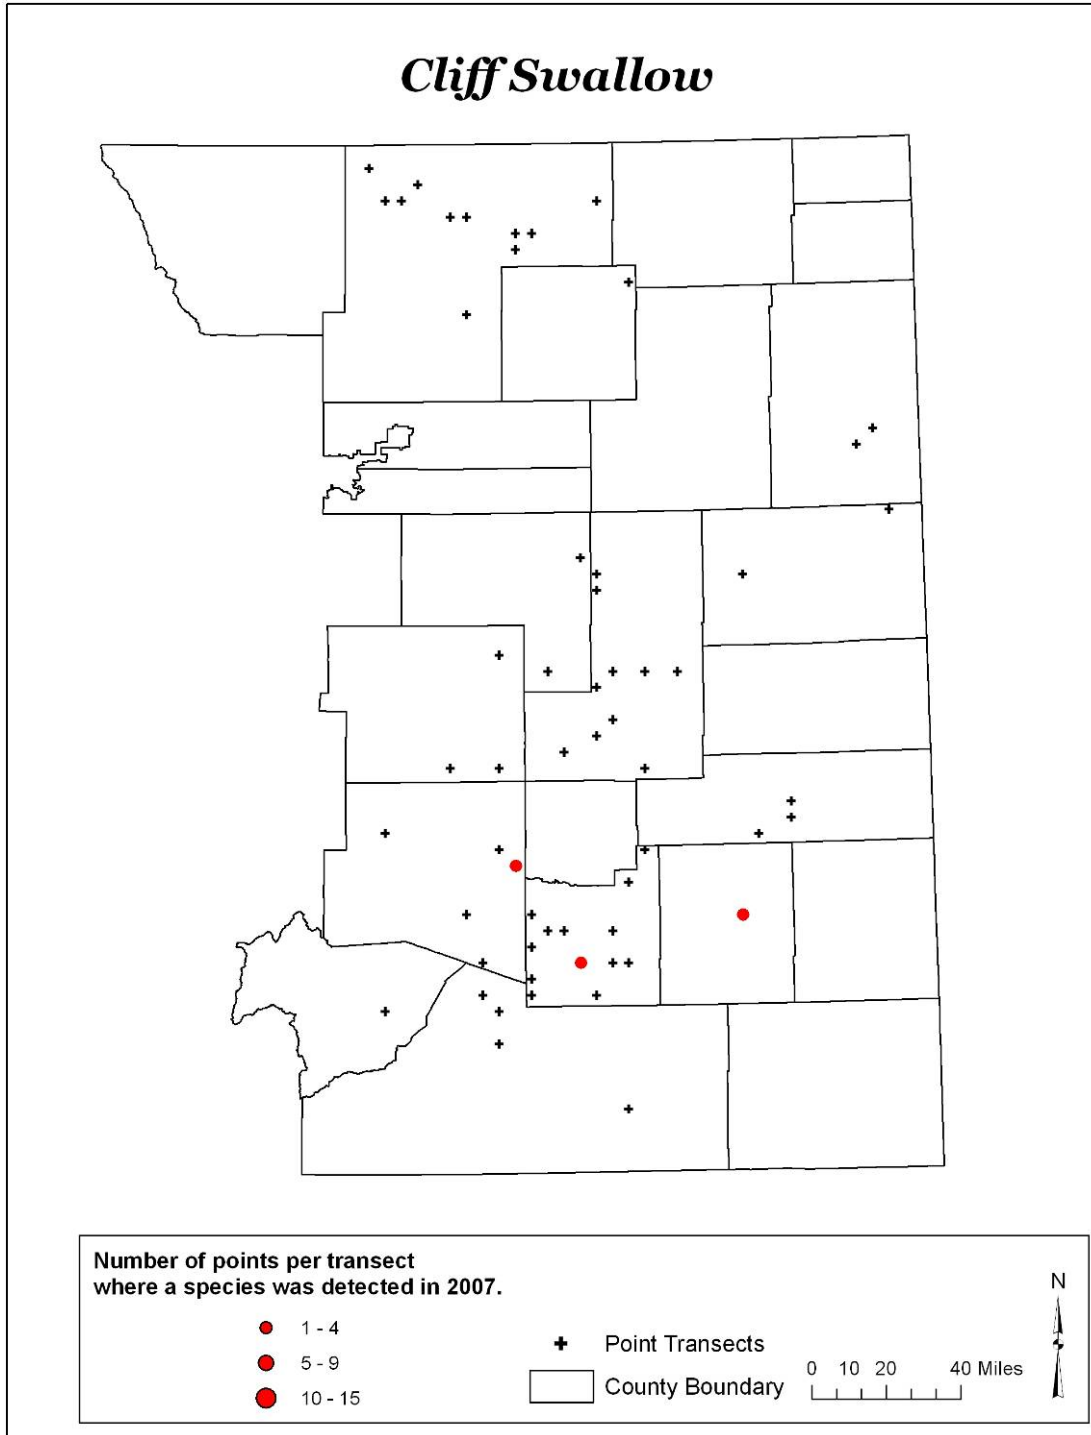 Cliff Swallow
Number of points per transect
where a species was detected in 2007.
1 - 4
5 - 9
10 - 15
Point Transects
County Boundary
N
0 10 20 40 Miles